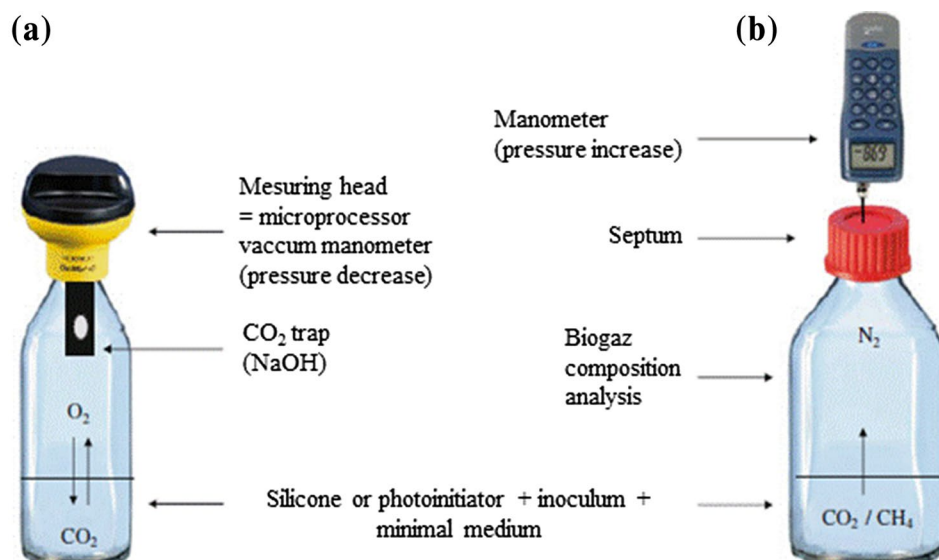 (a)
(b)
Manometer
(pressure increase)
Mesuring head
= microprocessor
vaccum manometer
(pressure decrease)
Septum
CO₂ trap
(NaOH)
Biogaz
composition
analysis
N₂
O₂
Silicone or photoinitiator + inoculum +
minimal medium
CO₂
CO₂ / CH₄